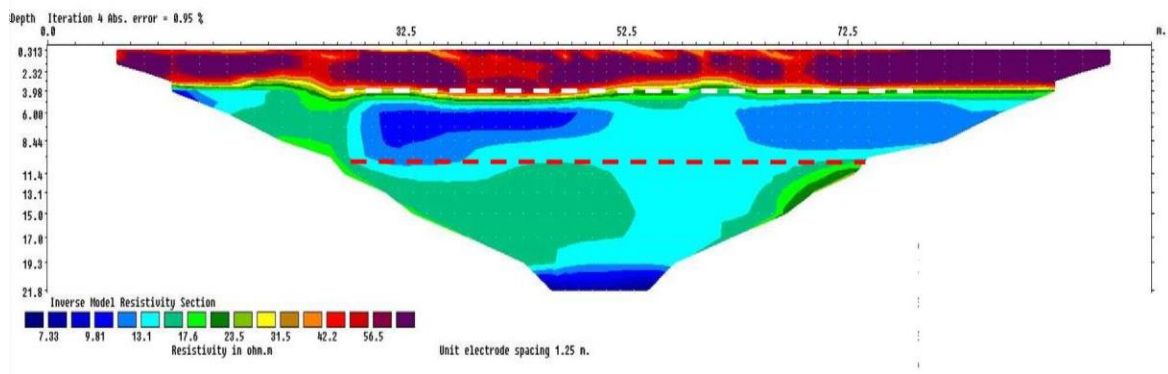 Depth Iteration 4 Abs. error = 0.95 %
0.0 32.5 52.5 72.5 m.
0.313
2.32
3.98
6.08
8.44
11.4
13.1
15.0
17.0
19.3
21.8
Inverse Model Resistivity Section
7.33 9.81 13.1 17.6 23.5 31.5 42.2 56.5
Resistivity in ohm.m Unit electrode spacing 1.25 m.